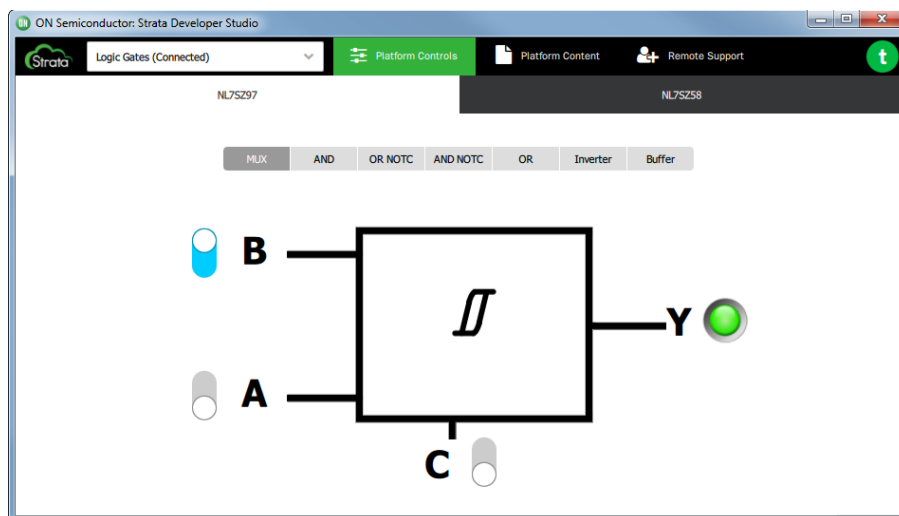 ON ON Semiconductor: Strata Developer Studio
Strata Logic Gates (Connected) Platform Controls Platform Content Remote Support t
NL7SZ97 NL7SZ58
MUX AND OR NOTC AND NOTC OR Inverter Buffer
B
Y
A
C